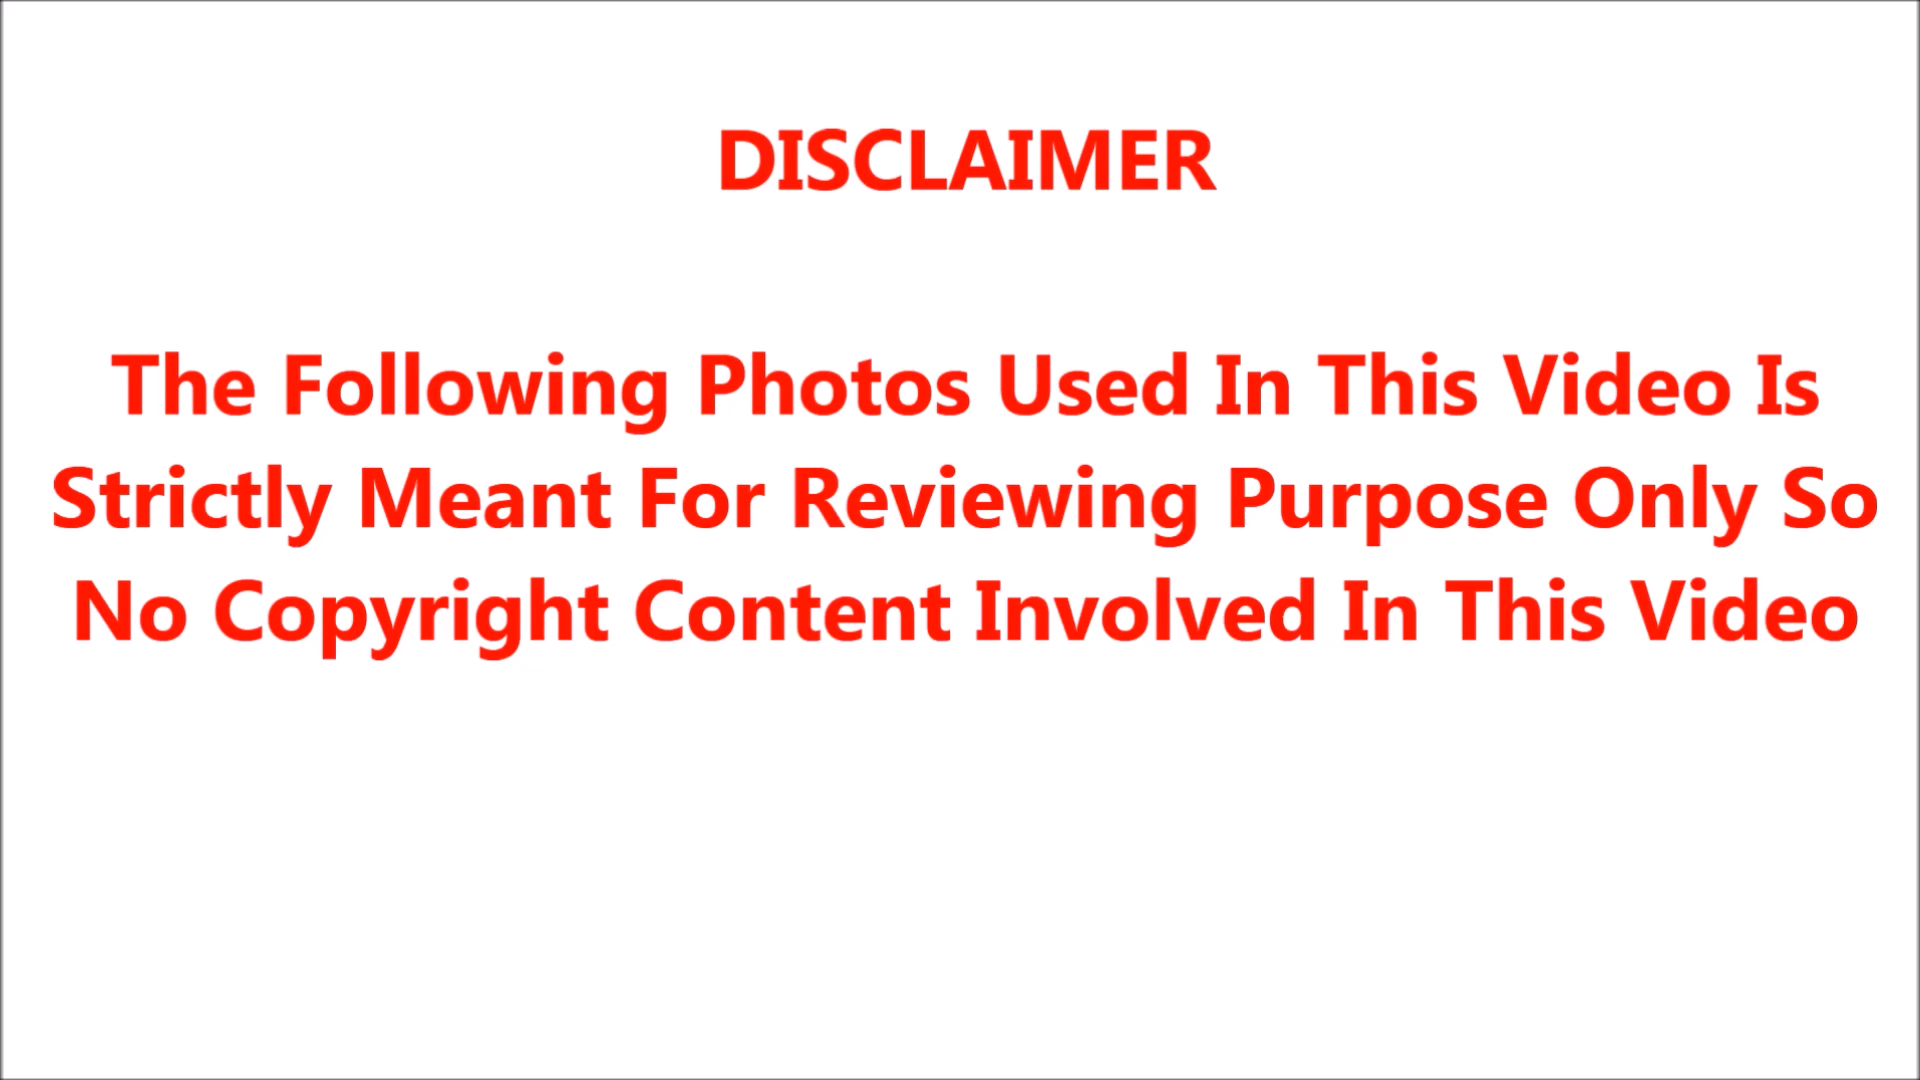 DISCLAIMER
The Following Photos Used In This Video Is
Strictly Meant For Reviewing Purpose Only So
No Copyright Content Involved In This Video